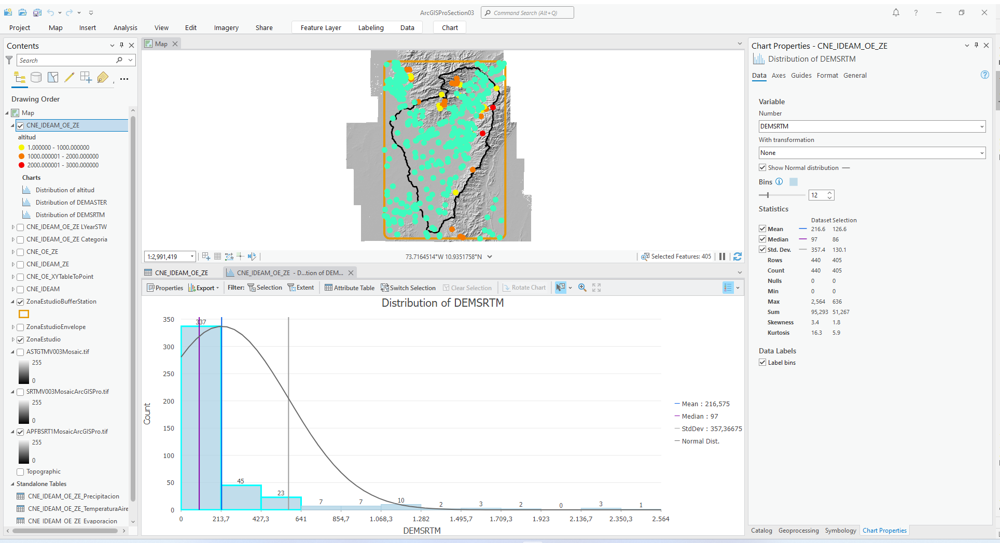 ArcGISProSection03
Command Search (Alt+Q)
?
Project Map Insert Analysis View Edit Imagery Share Feature Layer Labeling Data Chart
Contents
Search
Drawing Order
Map
CNE_IDEAM_OE_ZE
altitud
1.000000 - 1000.000000
1000.000001 - 2000.000000
2000.000001 - 3000.000000
Charts
Distribution of altitud
Distribution of DEMASTER
Distribution of DEMSRTM
CNE_IDEAM_OE_ZE LYearSTW
CNE_IDEAM_OE_ZE Categoria
CNE_OE_ZE
CNE_IDEAM_ZE
CNE_OE_XYTableToPoint
CNE_IDEAM
ZonaEstudioBufferStation
ZonaEstudioEnvelope
ZonaEstudio
ASTGTMV003Mosaic.tif
255
0
SRTMV003MosaicArcGISPro.tif
255
0
APFBSRT1MosaicArcGISPro.tif
255
0
Topographic
Standalone Tables
CNE_IDEAM_OE_ZE_Precipitacion
CNE_IDEAM_OE_ZE_TemperaturaAire
CNE_IDEAM_OE_ZE_Evaporacion
Map
1:2,991,419
73.7164514°W 10.9351758°N
Selected Features: 405
CNE_IDEAM_OE_ZE
CNE_IDEAM_OE_ZE - D...tion of DEM...
Properties Export Filter: Selection Extent Attribute Table Switch Selection Clear Selection Rotate Chart
Distribution of DEMSRTM
350
300
250
200
150
100
50
0
Count
337
45
23
7
7
10
2
3
2
0
3
1
0 213,7 427,3 641 854,7 1.068,3 1.282 1.495,7 1.709,3 1.923 2.136,7 2.350,3 2.564
DEMSRTM
Mean : 216,575
Median : 97
StdDev : 357,36675
Normal Dist.
Chart Properties - CNE_IDEAM_OE_ZE
Distribution of DEMSRTM
Data Axes Guides Format General
?
Variable
Number
DEMSRTM
With transformation
None
Show Normal distribution
Bins
12
Statistics
Dataset Selection
Mean 216.6 126.6
Median 97 86
Std. Dev. 357.4 130.1
Rows 440 405
Count 440 405
Nulls 0 0
Min 0 0
Max 2,564 636
Sum 95,293 51,267
Skewness 3.4 1.8
Kurtosis 16.3 5.9
Data Labels
Label bins
Catalog Geoprocessing Symbology Chart Properties